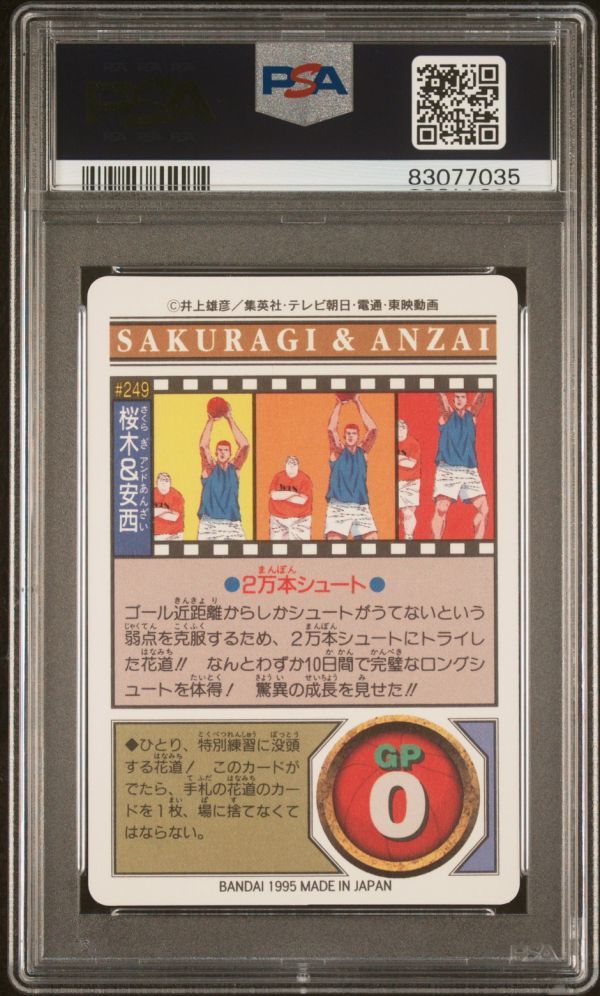 PSA
83077035
©井上雄彦／集英社・テレビ朝日・電通・東映動画
SAKURAGI & ANZAI
#249
桜木&安西
さくらぎアンドあんざい
●2万本シュート●
まんぼん
ゴール近距離からしかシュートがうてないという
きんきょり
弱点を克服するため、2万本シュートにトライし
じゃくてん こくふく まんぼん
た花道!! なんとわずか10日間で完璧なロングシ
はなみち かかん かんぺき
ュートを体得! 驚異の成長を見せた!!
たいとく きょうい せいちょう み
◆ひとり、特別練習に没頭
とくべつれんしゅう ぼっとう
する花道! このカードが
はなみち
でたら、手札の花道のカー
てふだ はなみち
ドを1枚、場に捨てなくて
まい ば す
はならない。
GP
0
BANDAI 1995 MADE IN JAPAN
PSA